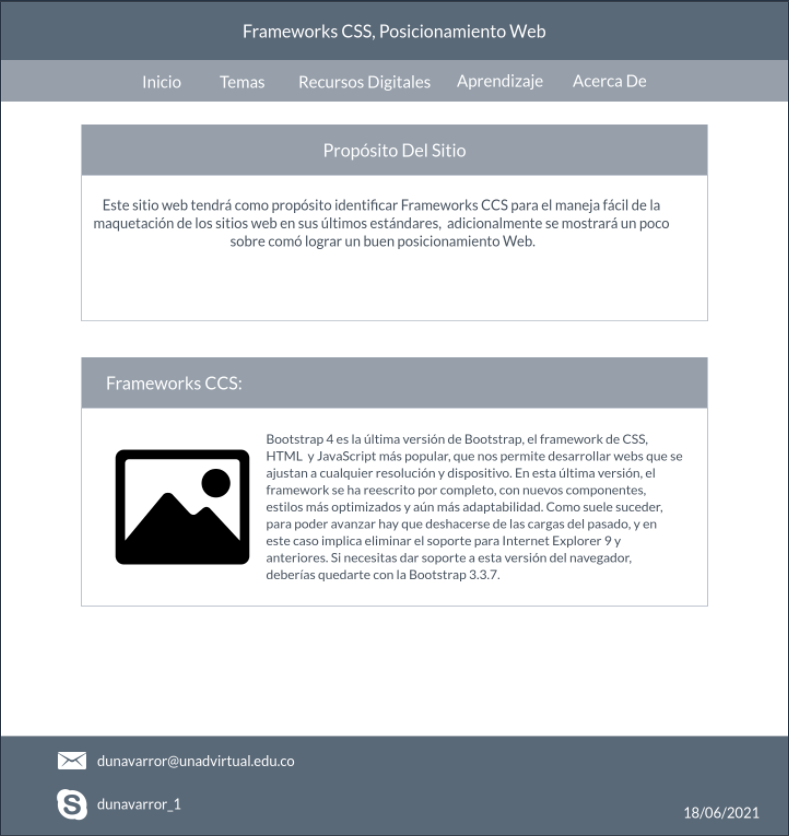 Frameworks CSS, Posicionamiento Web
Inicio Temas Recursos Digitales Aprendizaje Acerca De
Propósito Del Sitio
Este sitio web tendrá como propósito identificar Frameworks CCS para el maneja fácil de la
maquetación de los sitios web en sus últimos estándares, adicionalmente se mostrará un poco
sobre comó lograr un buen posicionamiento Web.
Frameworks CCS:
Bootstrap 4 es la última versión de Bootstrap, el framework de CSS,
HTML y JavaScript más popular, que nos permite desarrollar webs que se
ajustan a cualquier resolución y dispositivo. En esta última versión, el
framework se ha reescrito por completo, con nuevos componentes,
estilos más optimizados y aún más adaptabilidad. Como suele suceder,
para poder avanzar hay que deshacerse de las cargas del pasado, y en
este caso implica eliminar el soporte para Internet Explorer 9 y
anteriores. Si necesitas dar soporte a esta versión del navegador,
deberías quedarte con la Bootstrap 3.3.7.
dunavarror@unadvirtual.edu.co
dunavarror_1
18/06/2021